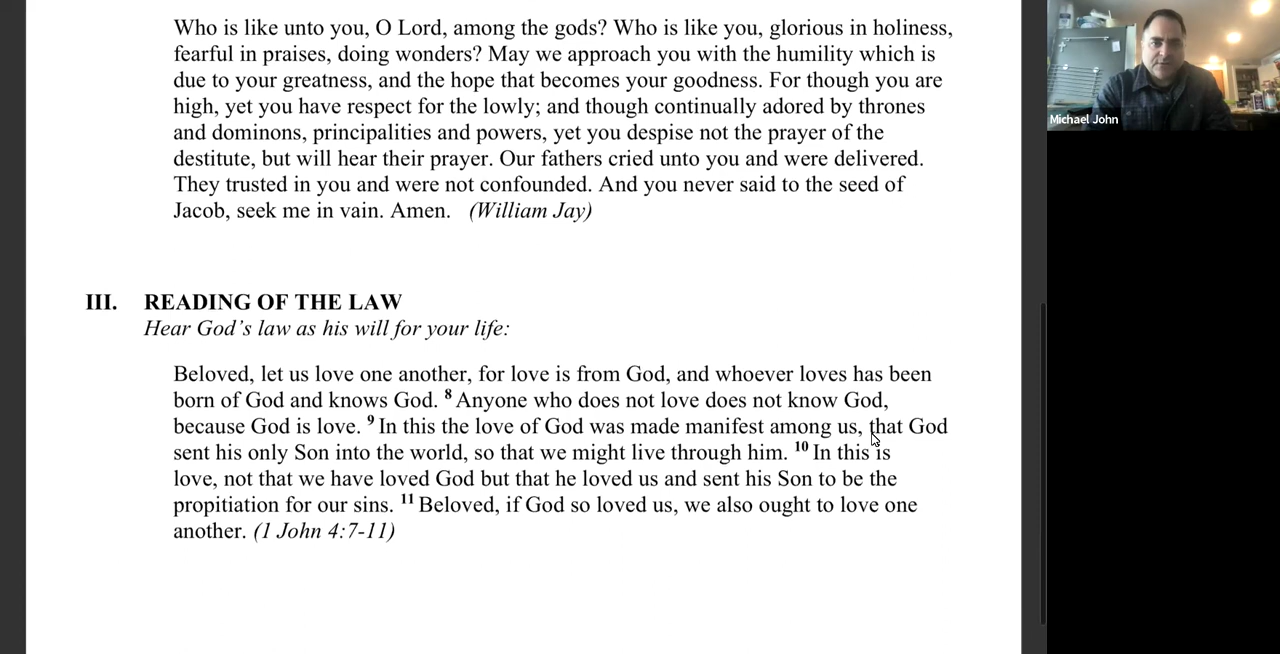 Who is like unto you, O Lord, among the gods? Who is like you, glorious in holiness,
fearful in praises, doing wonders? May we approach you with the humility which is
due to your greatness, and the hope that becomes your goodness. For though you are
high, yet you have respect for the lowly; and though continually adored by thrones
and dominons, principalities and powers, yet you despise not the prayer of the
destitute, but will hear their prayer. Our fathers cried unto you and were delivered.
They trusted in you and were not confounded. And you never said to the seed of
Jacob, seek me in vain. Amen. (William Jay)
III. READING OF THE LAW
Hear God's law as his will for your life:
Beloved, let us love one another, for love is from God, and whoever loves has been
born of God and knows God. 8 Anyone who does not love does not know God,
because God is love. 9 In this the love of God was made manifest among us, that God
sent his only Son into the world, so that we might live through him. 10 In this is
love, not that we have loved God but that he loved us and sent his Son to be the
propitiation for our sins. 11 Beloved, if God so loved us, we also ought to love one
another. (1 John 4:7-11)
Michael John